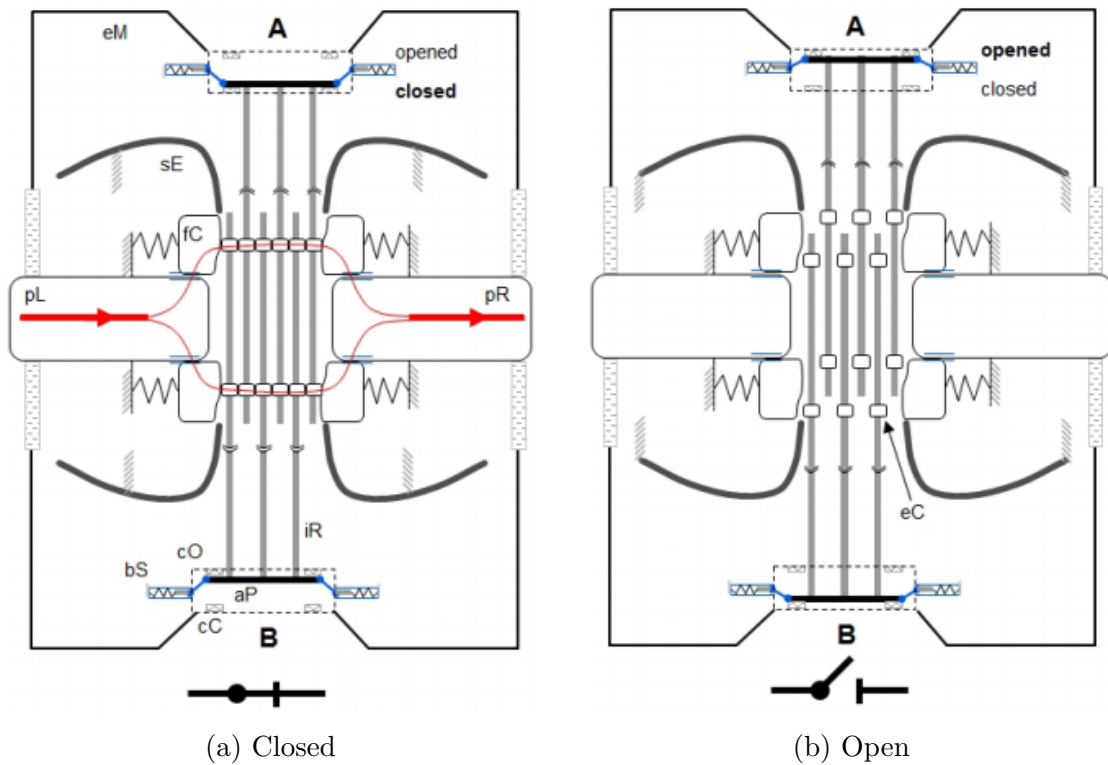 eM
A
opened
closed
sE
fC
pL
pR
iR
cO
bS
aP
cC
B
(a) Closed
A
opened
closed
eC
B
(b) Open